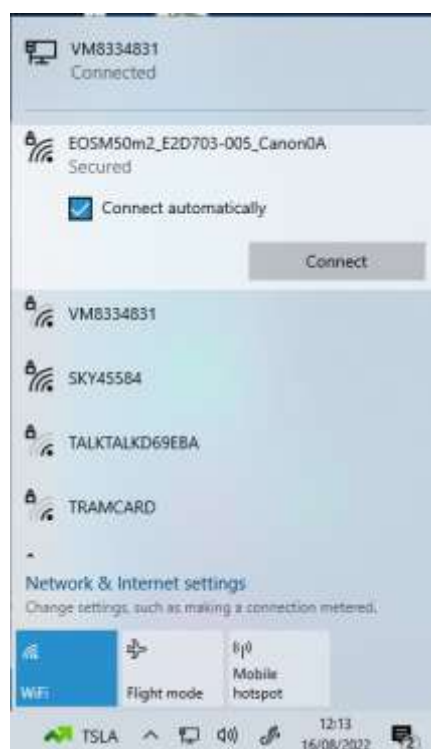 VM8334831
Connected
EOSM50m2_E2D703-005_Canon0A
Secured
Connect automatically
Connect
VM8334831
SKY45584
TALKTALKD69EBA
TRAMCARD
Network & Internet settings
Change settings, such as making a connection metered.
WiFi
Flight mode
Mobile
hotspot
TSLA
12:13
16/08/2022
2